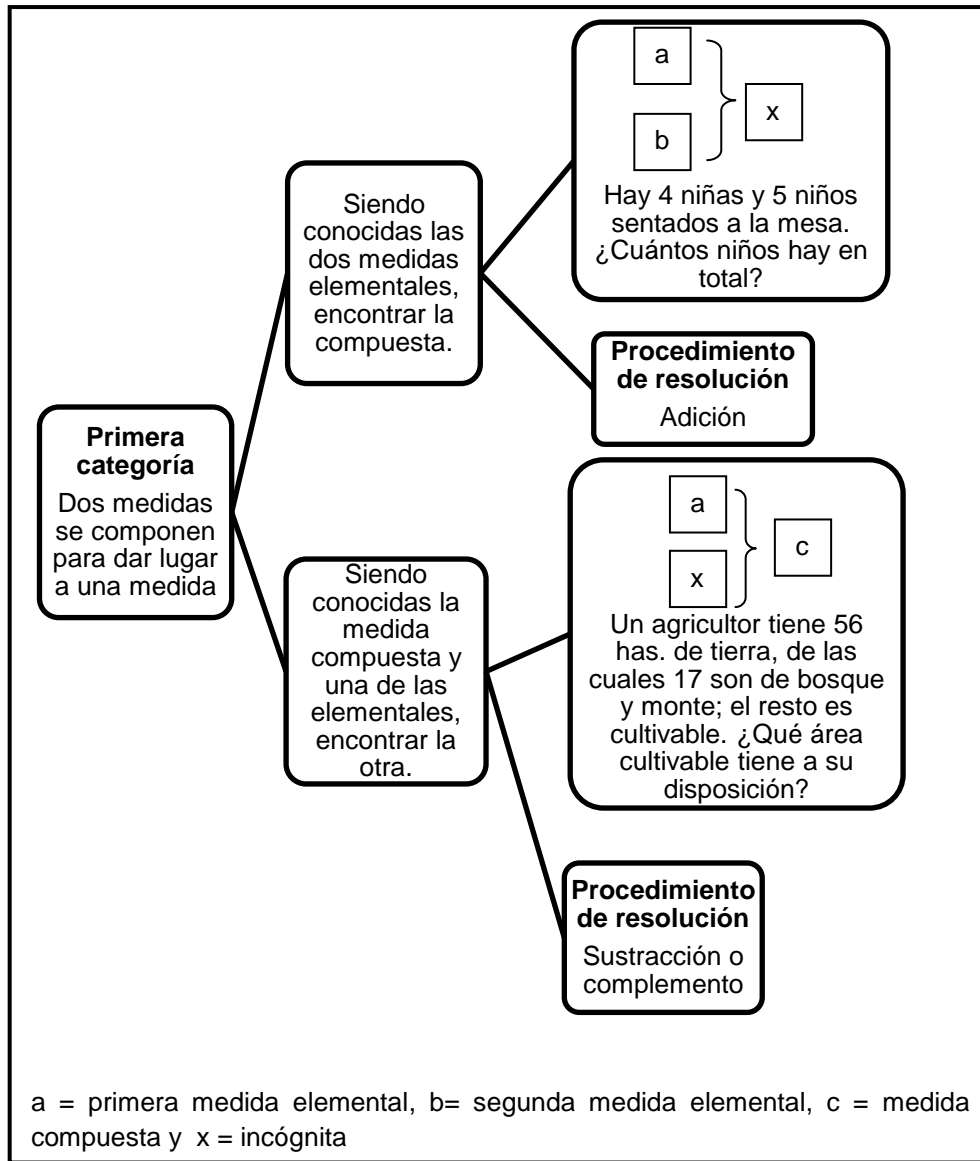 Primera
categoría
Dos medidas
se componen
para dar lugar
a una medida
Siendo
conocidas las
dos medidas
elementales,
encontrar la
compuesta.
a
b
x
Hay 4 niñas y 5 niños
sentados a la mesa.
¿Cuántos niños hay en
total?
Procedimiento
de resolución
Adición
Siendo
conocidas la
medida
compuesta y
una de las
elementales,
encontrar la
otra.
a
x
c
Un agricultor tiene 56
has. de tierra, de las
cuales 17 son de bosque
y monte; el resto es
cultivable. ¿Qué área
cultivable tiene a su
disposición?
Procedimiento
de resolución
Sustracción o
complemento
a = primera medida elemental, b= segunda medida elemental, c = medida
compuesta y x = incógnita